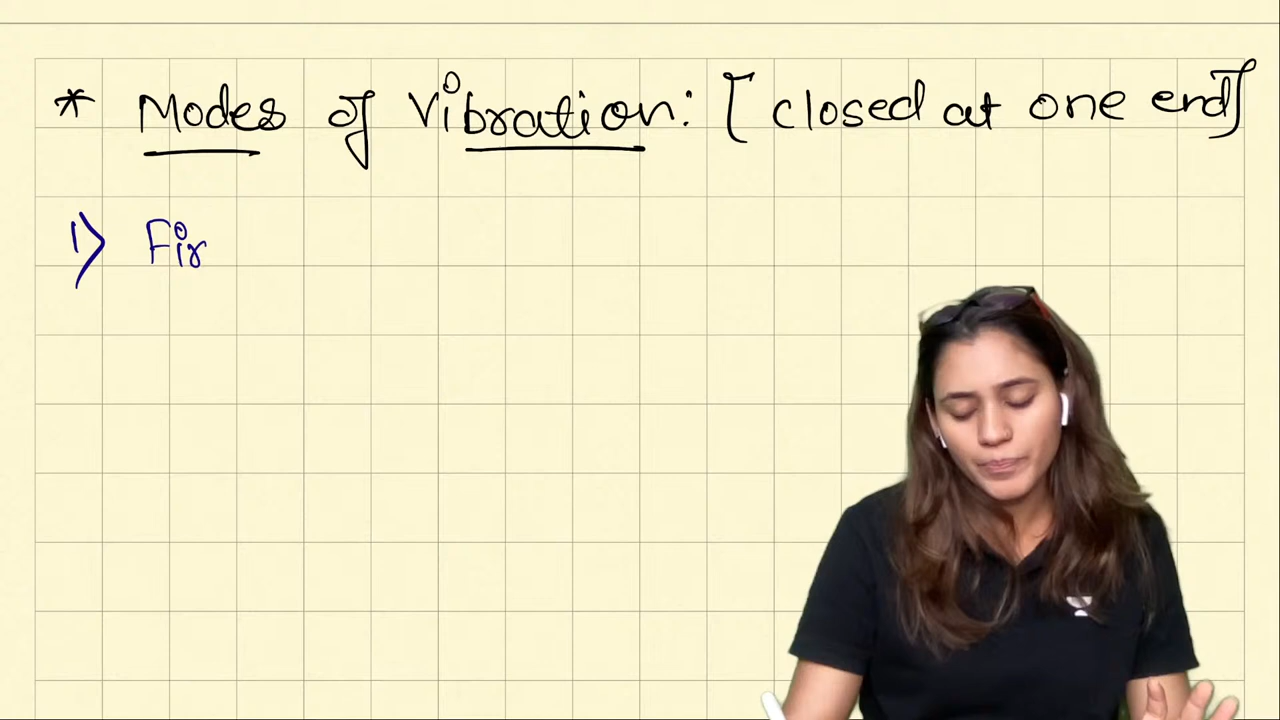 * Modes of Vibration: [closed at one end]
1) Fir